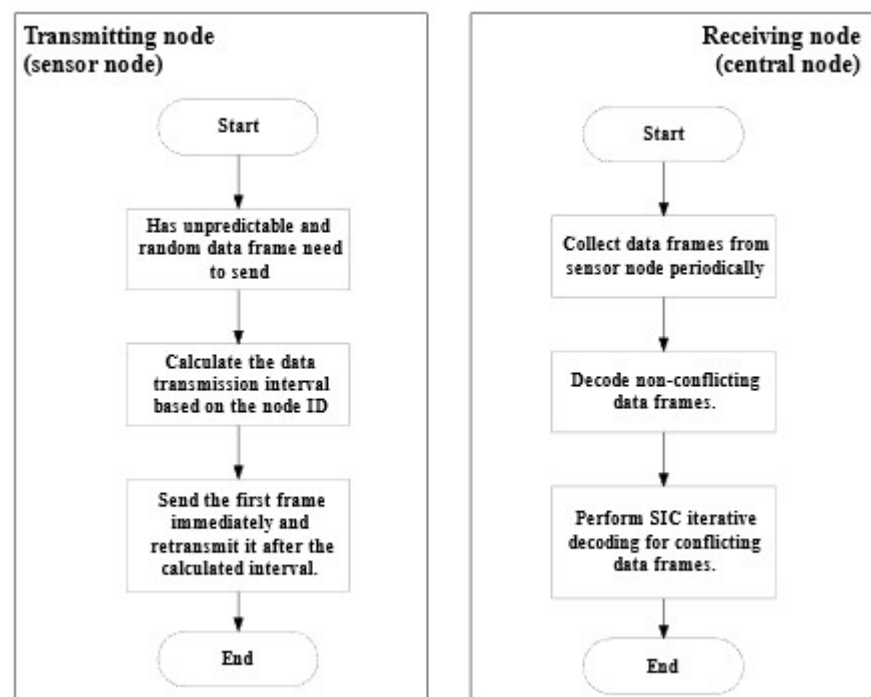 Transmitting node
(sensor node)
Start
Has unpredictable and
random data frame need
to send
Calculate the data
transmission interval
based on the node ID
Send the first frame
immediately and
retransmit it after the
calculated interval.
End
Receiving node
(central node)
Start
Collect data frames from
sensor node periodically
Decode non-conflicting
data frames.
Perform SIC iterative
decoding for conflicting
data frames.
End